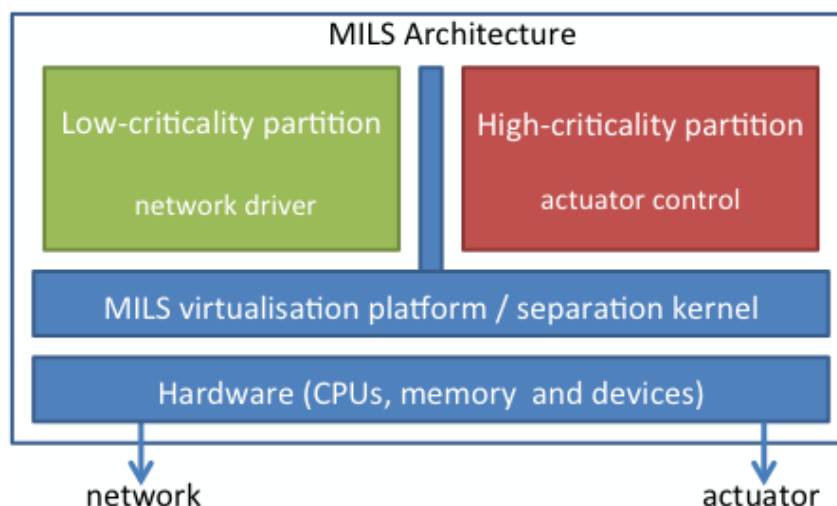 MILS Architecture
Low-criticality partition
network driver
High-criticality partition
actuator control
MILS virtualisation platform / separation kernel
Hardware (CPUs, memory and devices)
network
actuator